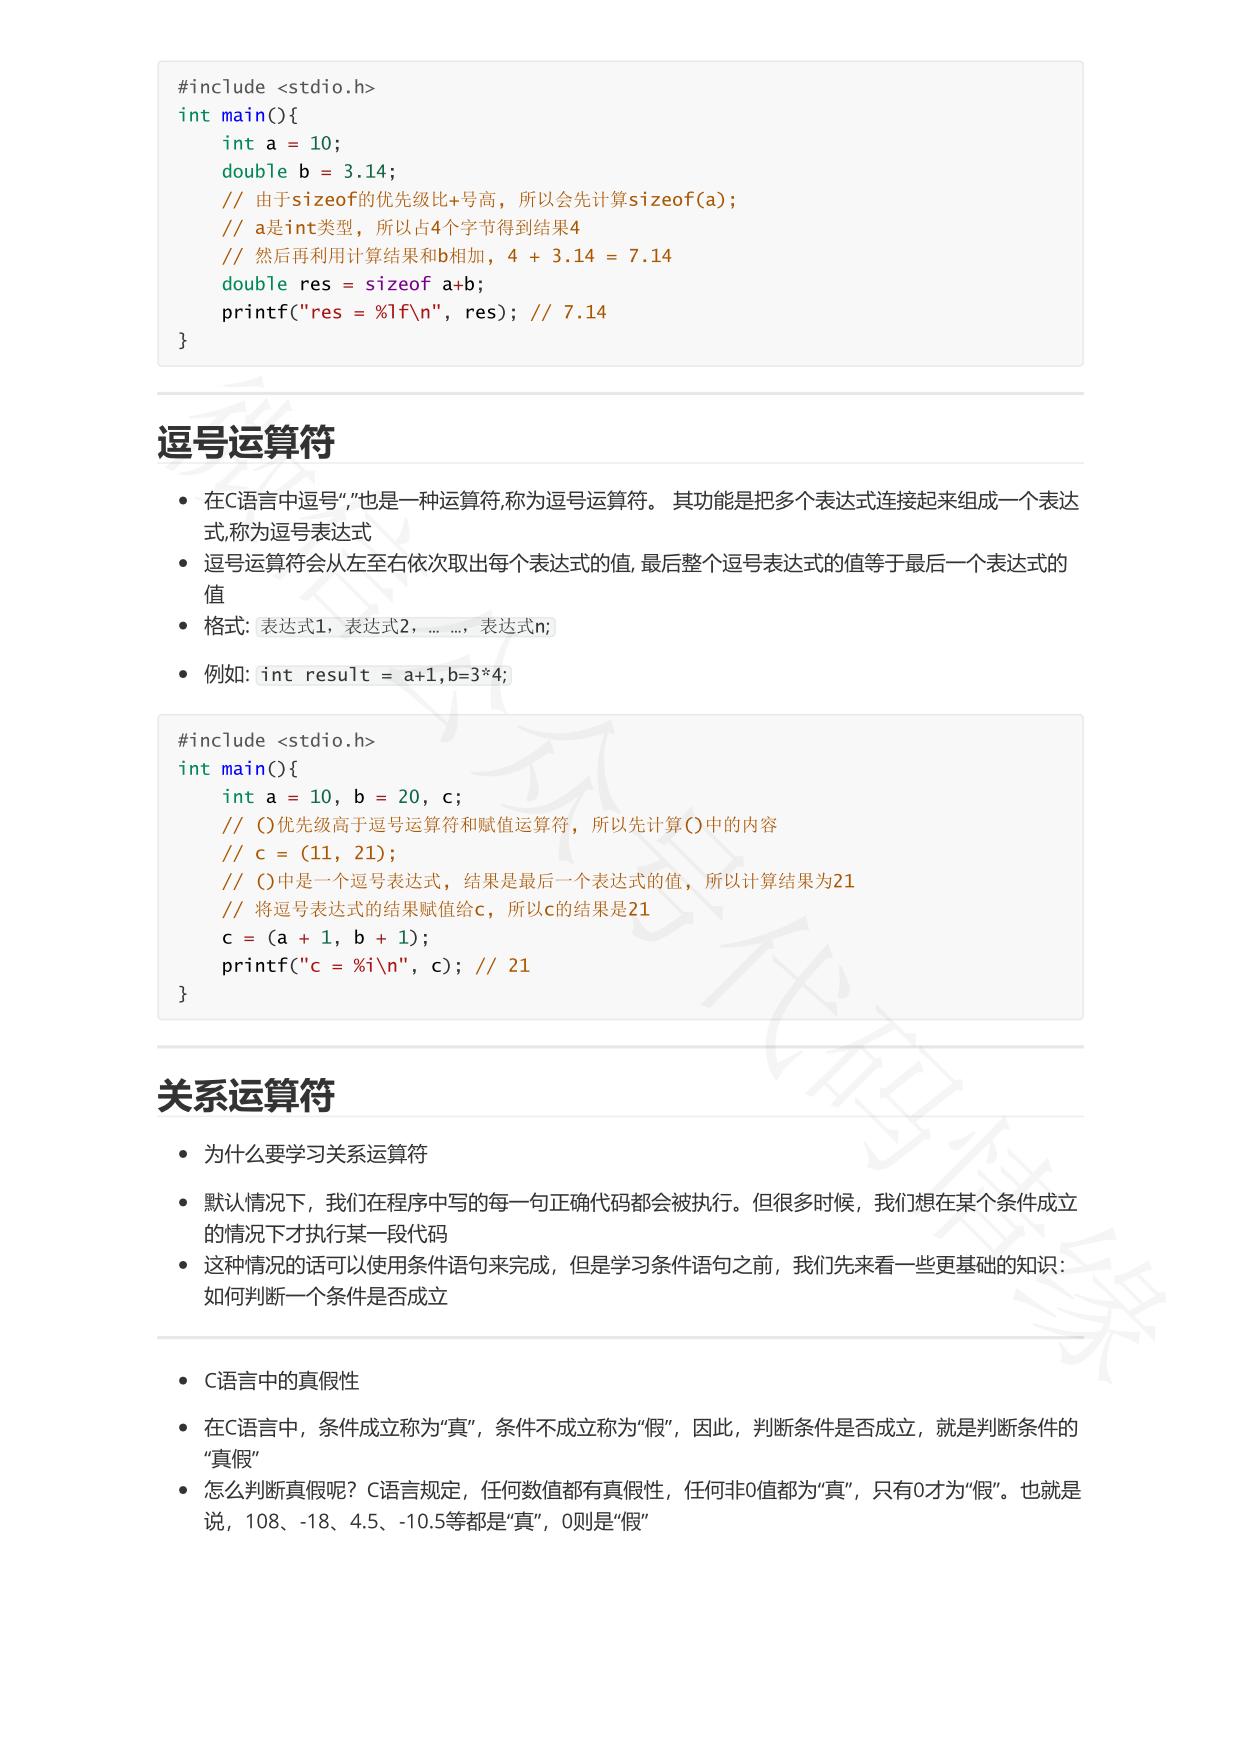 #include <stdio.h>
int main(){
    int a = 10;
    double b = 3.14;
    // 由于sizeof的优先级比+号高, 所以会先计算sizeof(a);
    // a是int类型, 所以占4个字节得到结果4
    // 然后再利用计算结果和b相加, 4 + 3.14 = 7.14
    double res = sizeof a+b;
    printf("res = %lf\n", res); // 7.14
}
逗号运算符
在C语言中逗号“,”也是一种运算符,称为逗号运算符。 其功能是把多个表达式连接起来组成一个表达
式,称为逗号表达式
逗号运算符会从左至右依次取出每个表达式的值, 最后整个逗号表达式的值等于最后一个表达式的
值
格式: 表达式1，表达式2，… …，表达式n;
例如: int result = a+1,b=3*4;
#include <stdio.h>
int main(){
    int a = 10, b = 20, c;
    // ()优先级高于逗号运算符和赋值运算符, 所以先计算()中的内容
    // c = (11, 21);
    // ()中是一个逗号表达式, 结果是最后一个表达式的值, 所以计算结果为21
    // 将逗号表达式的结果赋值给c, 所以c的结果是21
    c = (a + 1, b + 1);
    printf("c = %i\n", c); // 21
}
关系运算符
为什么要学习关系运算符
默认情况下，我们在程序中写的每一句正确代码都会被执行。但很多时候，我们想在某个条件成立
的情况下才执行某一段代码
这种情况的话可以使用条件语句来完成，但是学习条件语句之前，我们先来看一些更基础的知识：
如何判断一个条件是否成立
C语言中的真假性
在C语言中，条件成立称为“真”，条件不成立称为“假”，因此，判断条件是否成立，就是判断条件的
“真假”
怎么判断真假呢？C语言规定，任何数值都有真假性，任何非0值都为“真”，只有0才为“假”。也就是
说，108、-18、4.5、-10.5等都是“真”，0则是“假”
微信公众号代码情缘